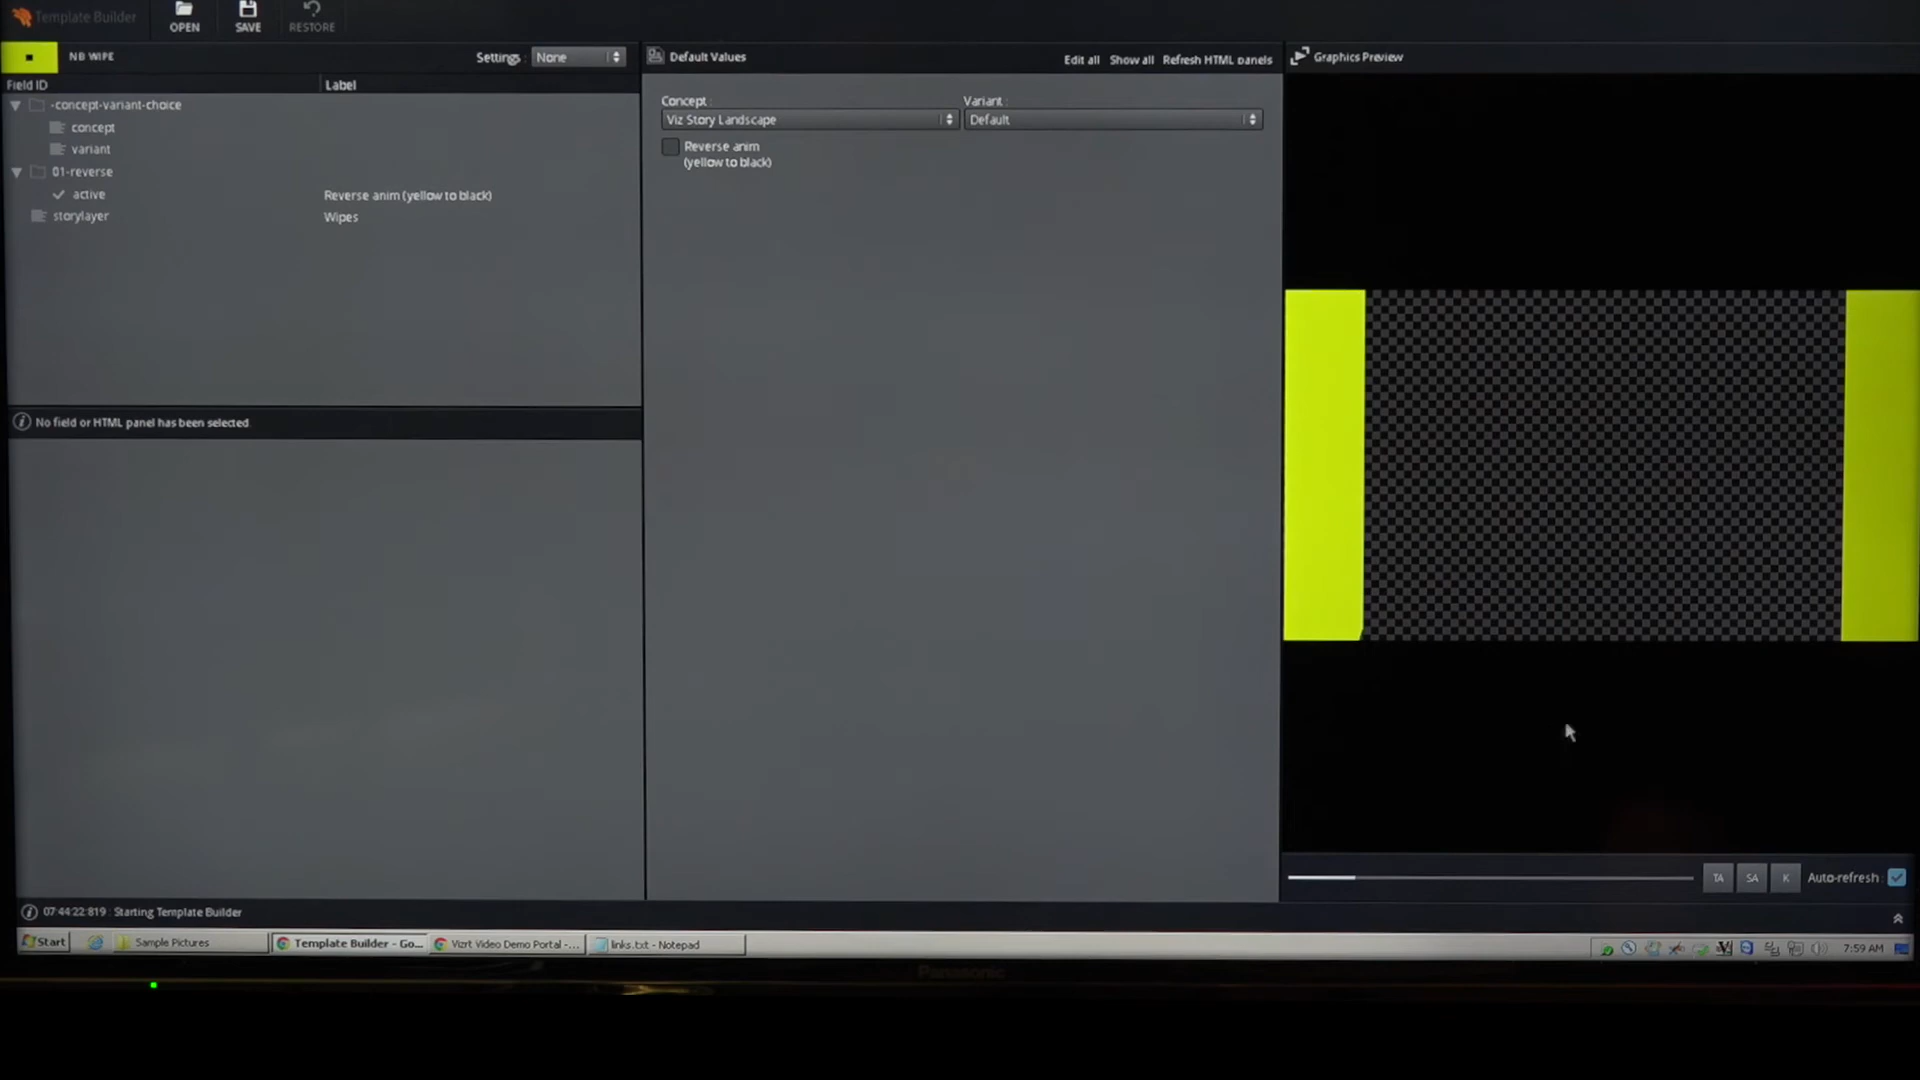 Template Builder
OPEN
SAVE
RESTORE
NB WIPE
Settings: None
Field ID
Label
-concept-variant-choice
concept
variant
01-reverse
active
Reverse anim (yellow to black)
storylayer
Wipes
No field or HTML panel has been selected
07:44:22:819 : Starting Template Builder
Default Values
Edit all
Show all
Refresh HTML panels
Concept:
Variant:
Viz Story Landscape
Default
Reverse anim
(yellow to black)
Graphics Preview
TA
SA
K
Auto-refresh:
Start
Sample Pictures
Template Builder - Go...
Vizrt Video Demo Portal -...
links.txt - Notepad
7:59 AM
Panasonic